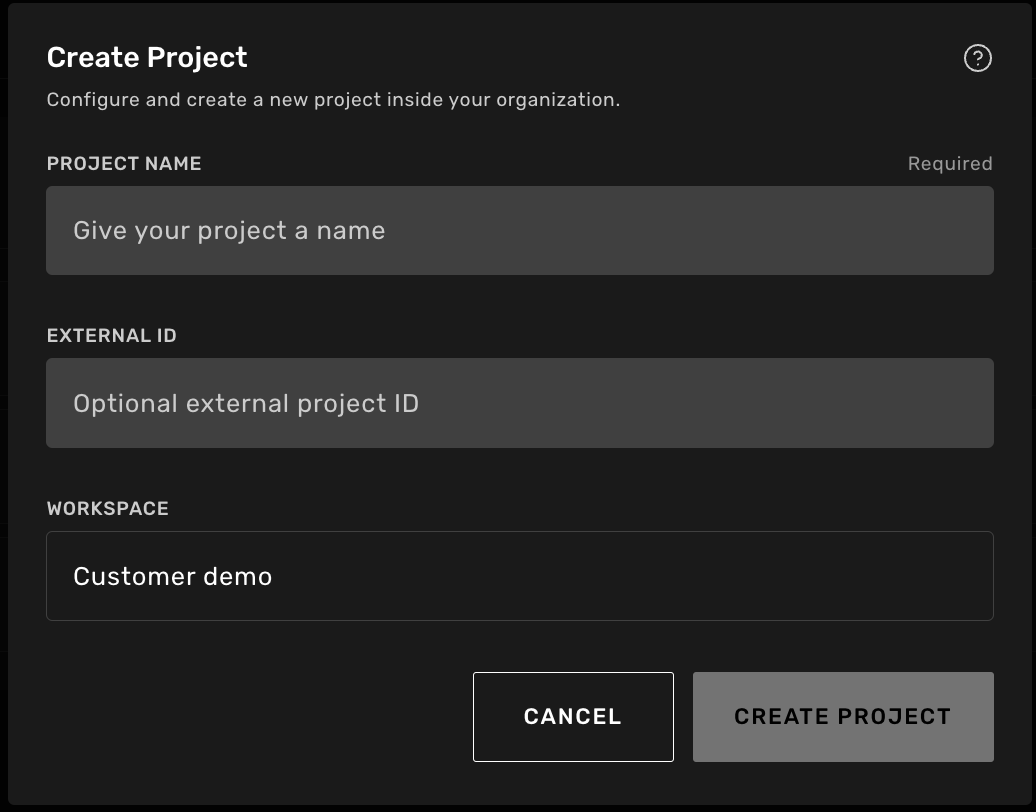 Create Project
?
Configure and create a new project inside your organization.
PROJECT NAME Required
Give your project a name
EXTERNAL ID
Optional external project ID
WORKSPACE
Customer demo
CANCEL CREATE PROJECT